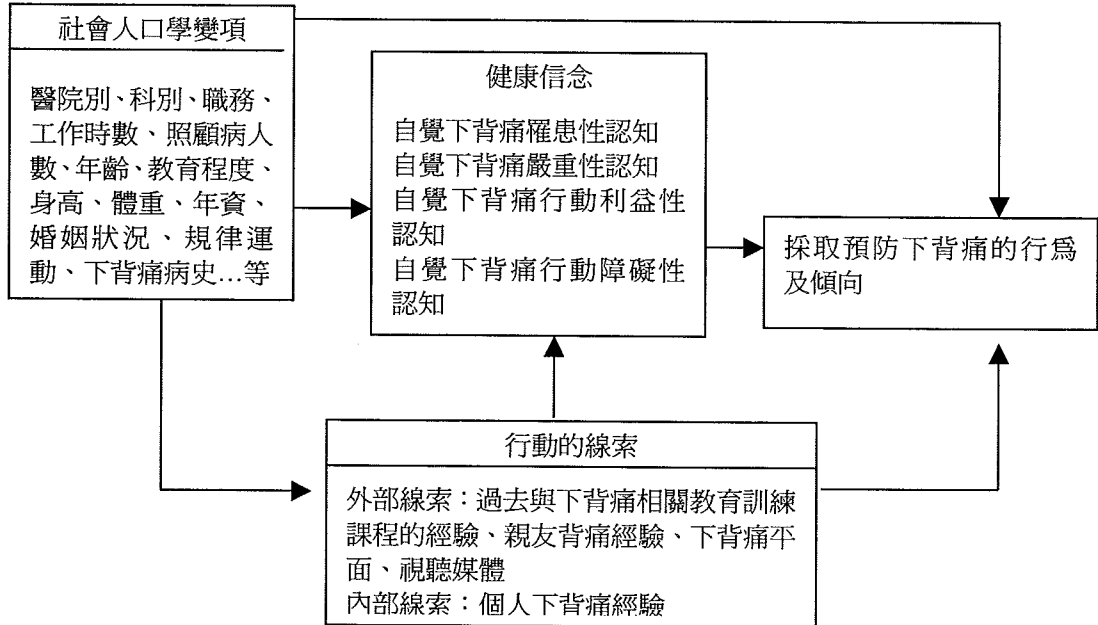 社會人口學變項
醫院別、科別、職務、
工作時數、照顧病人
數、年齡、教育程度、
身高、體重、年資、
婚姻狀況、規律運
動、下背痛病史...等
健康信念
自覺下背痛罹患性認知
自覺下背痛嚴重性認知
自覺下背痛行動利益性
認知
自覺下背痛行動障礙性
認知
採取預防下背痛的行爲
及傾向
行動的線索
外部線索：過去與下背痛相關教育訓練
課程的經驗、親友背痛經驗、下背痛平
面、視聽媒體
內部線索：個人下背痛經驗